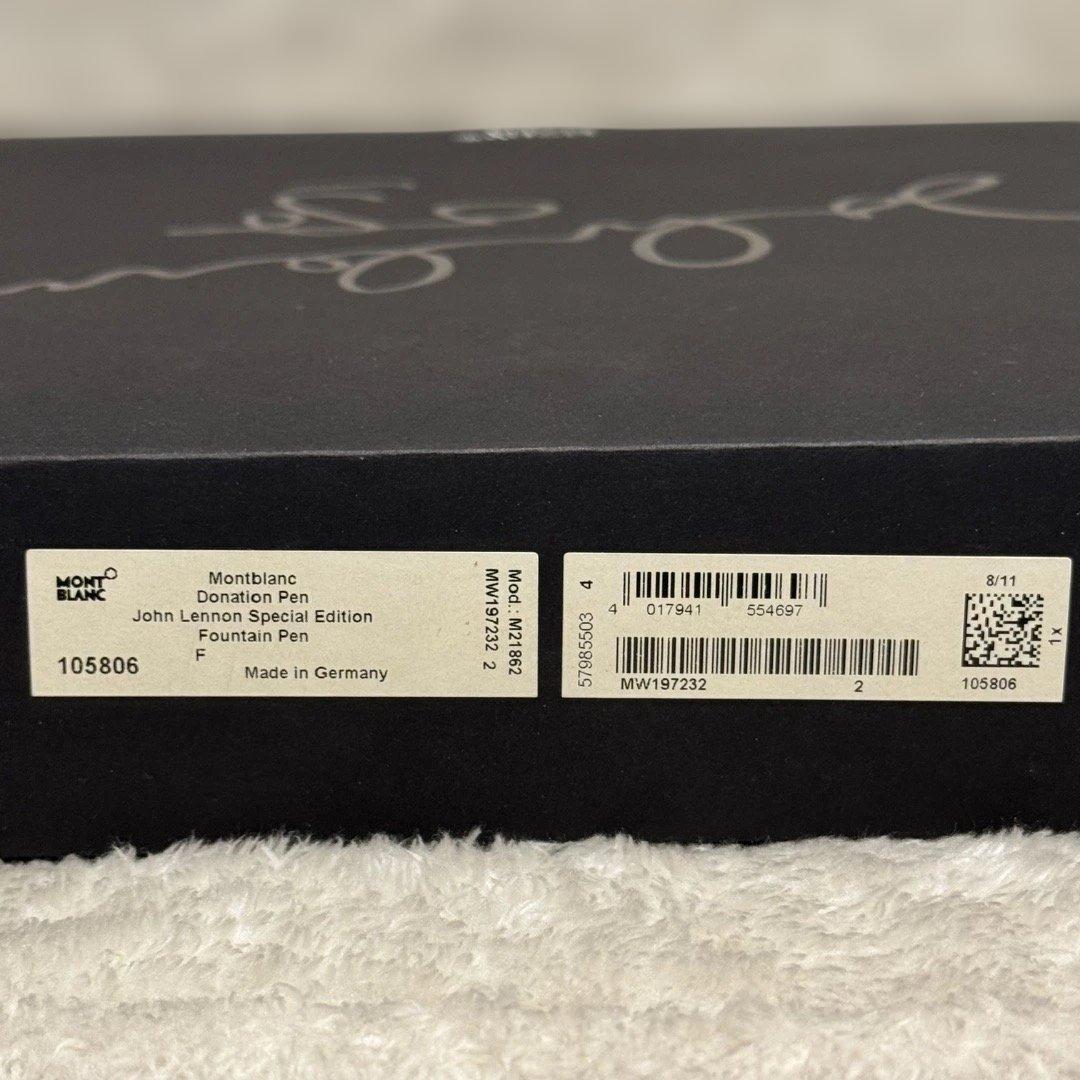 MONT
BLANC
Montblanc
Donation Pen
John Lennon Special Edition
Fountain Pen
F
105806
Made in Germany
Mod.: M21862
MW197232 2
57985503 4
4 017941 554697
MW197232 2
8/11
1x
105806